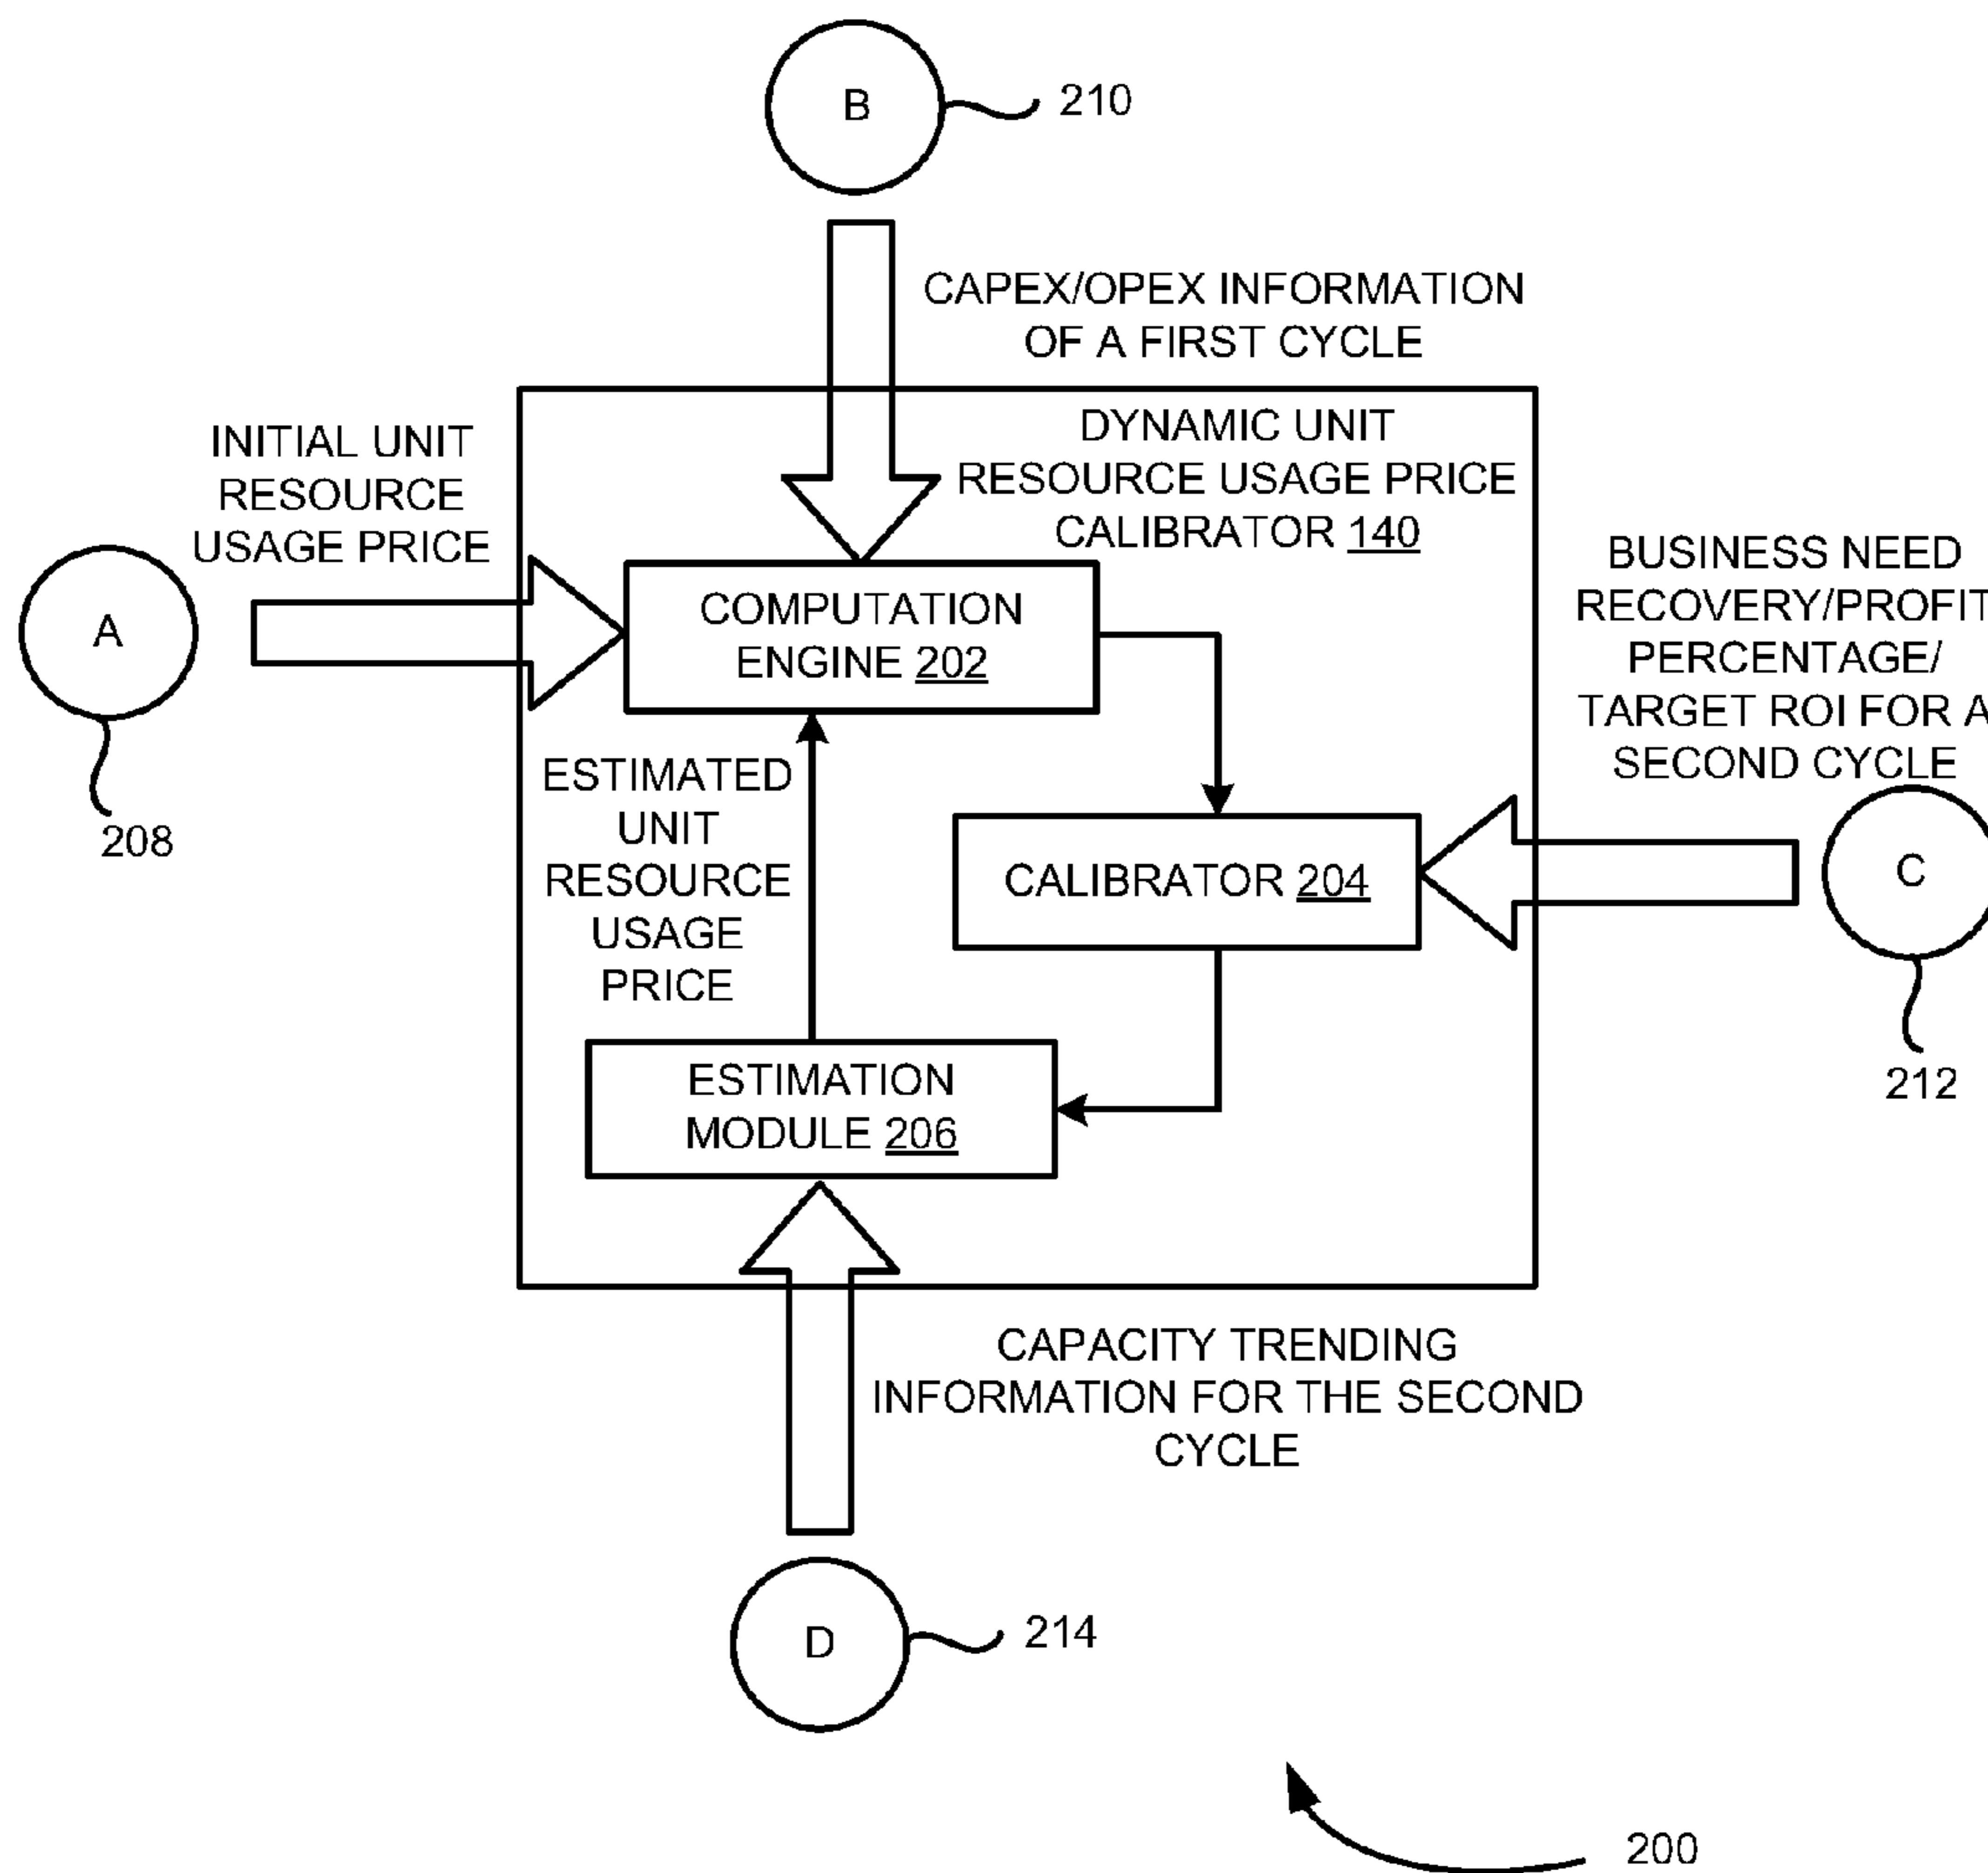 B
210
CAPEX/OPEX INFORMATION
OF A FIRST CYCLE
INITIAL UNIT
RESOURCE
USAGE PRICE
A
208
DYNAMIC UNIT
RESOURCE USAGE PRICE
CALIBRATOR 140
COMPUTATION
ENGINE 202
BUSINESS NEED
RECOVERY/PROFIT
PERCENTAGE/
TARGET ROI FOR A
SECOND CYCLE
C
212
ESTIMATED
UNIT
RESOURCE
USAGE
PRICE
CALIBRATOR 204
ESTIMATION
MODULE 206
CAPACITY TRENDING
INFORMATION FOR THE SECOND
CYCLE
D
214
200